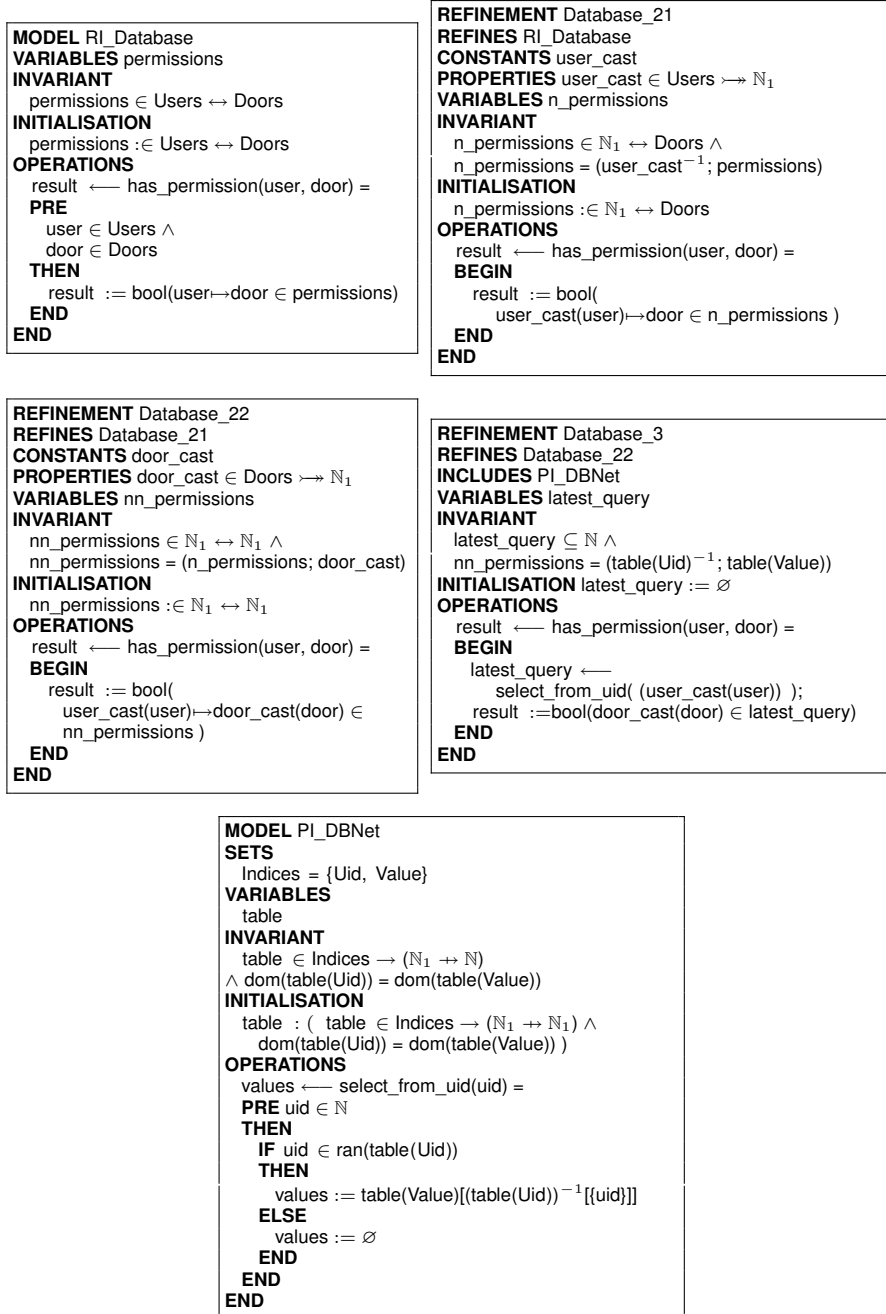 MODEL RI_Database
VARIABLES permissions
INVARIANT
permissions ∈ Users ↔ Doors
INITIALISATION
permissions :∈ Users ↔ Doors
OPERATIONS
result ←− has_permission(user, door) =
PRE
user ∈ Users ∧
door ∈ Doors
THEN
result := bool(user↦door ∈ permissions)
END
END
REFINEMENT Database_21
REFINES RI_Database
CONSTANTS user_cast
PROPERTIES user_cast ∈ Users ⤖ ℕ₁
VARIABLES n_permissions
INVARIANT
n_permissions ∈ ℕ₁ ↔ Doors ∧
n_permissions = (user_cast⁻¹; permissions)
INITIALISATION
n_permissions :∈ ℕ₁ ↔ Doors
OPERATIONS
result ←− has_permission(user, door) =
BEGIN
result := bool(
user_cast(user)↦door ∈ n_permissions )
END
END
REFINEMENT Database_22
REFINES Database_21
CONSTANTS door_cast
PROPERTIES door_cast ∈ Doors ⤖ ℕ₁
VARIABLES nn_permissions
INVARIANT
nn_permissions ∈ ℕ₁ ↔ ℕ₁ ∧
nn_permissions = (n_permissions; door_cast)
INITIALISATION
nn_permissions :∈ ℕ₁ ↔ ℕ₁
OPERATIONS
result ←− has_permission(user, door) =
BEGIN
result := bool(
user_cast(user)↦door_cast(door) ∈
nn_permissions )
END
END
REFINEMENT Database_3
REFINES Database_22
INCLUDES PI_DBNet
VARIABLES latest_query
INVARIANT
latest_query ⊆ ℕ ∧
nn_permissions = (table(Uid)⁻¹; table(Value))
INITIALISATION latest_query := ∅
OPERATIONS
result ←− has_permission(user, door) =
BEGIN
latest_query ←−
select_from_uid( (user_cast(user)) );
result :=bool(door_cast(door) ∈ latest_query)
END
END
MODEL PI_DBNet
SETS
Indices = {Uid, Value}
VARIABLES
table
INVARIANT
table ∈ Indices → (ℕ₁ ⇸ ℕ)
∧ dom(table(Uid)) = dom(table(Value))
INITIALISATION
table : ( table ∈ Indices → (ℕ₁ ⇸ ℕ₁) ∧
dom(table(Uid)) = dom(table(Value)) )
OPERATIONS
values ←− select_from_uid(uid) =
PRE uid ∈ ℕ
THEN
IF uid ∈ ran(table(Uid))
THEN
values := table(Value)[(table(Uid))⁻¹[{uid}]]
ELSE
values := ∅
END
END
END